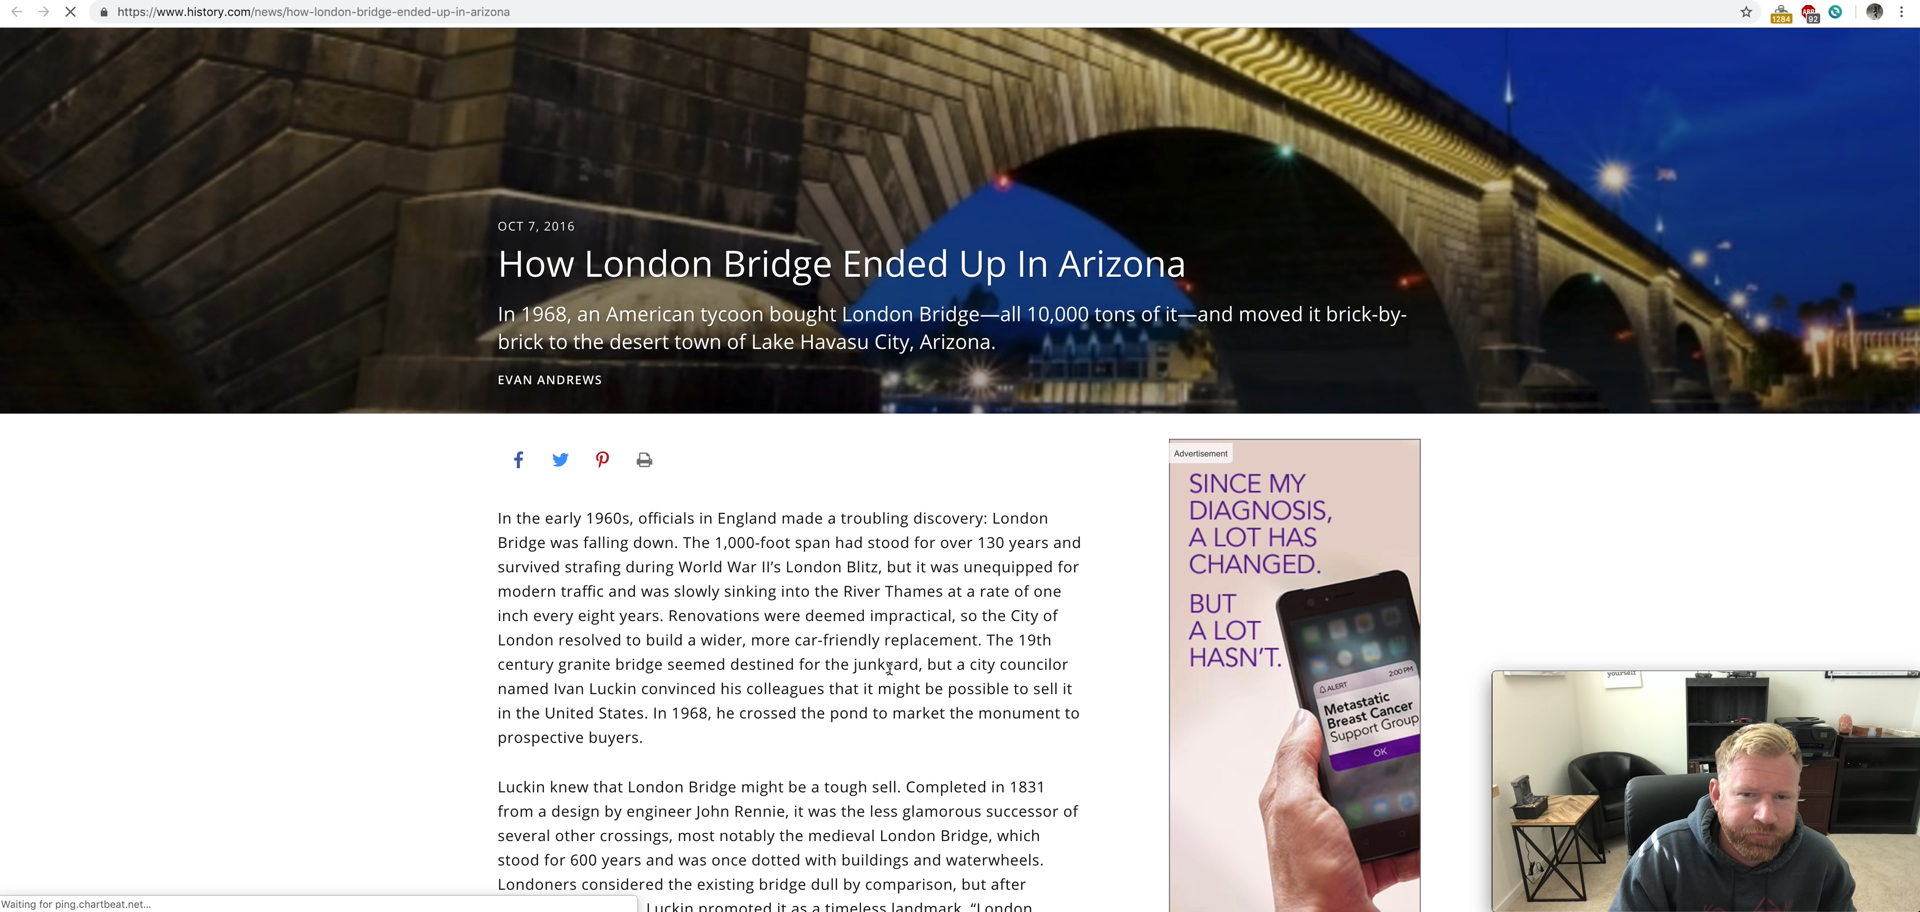 https://www.history.com/news/how-london-bridge-ended-up-in-arizona
1284
ABP
92
OCT 7, 2016
How London Bridge Ended Up In Arizona
In 1968, an American tycoon bought London Bridge—all 10,000 tons of it—and moved it brick-by-
brick to the desert town of Lake Havasu City, Arizona.
EVAN ANDREWS
In the early 1960s, officials in England made a troubling discovery: London
Bridge was falling down. The 1,000-foot span had stood for over 130 years and
survived strafing during World War II’s London Blitz, but it was unequipped for
modern traffic and was slowly sinking into the River Thames at a rate of one
inch every eight years. Renovations were deemed impractical, so the City of
London resolved to build a wider, more car-friendly replacement. The 19th
century granite bridge seemed destined for the junkyard, but a city councilor
named Ivan Luckin convinced his colleagues that it might be possible to sell it
in the United States. In 1968, he crossed the pond to market the monument to
prospective buyers.
Luckin knew that London Bridge might be a tough sell. Completed in 1831
from a design by engineer John Rennie, it was the less glamorous successor of
several other crossings, most notably the medieval London Bridge, which
stood for 600 years and was once dotted with buildings and waterwheels.
Londoners considered the existing bridge dull by comparison, but after
Luckin promoted it as a timeless landmark. “London
Advertisement
SINCE MY
DIAGNOSIS,
A LOT HAS
CHANGED.
BUT
A LOT
HASN’T.
ALERT 2:00 PM
Metastatic
Breast Cancer
Support Group
OK
yourself
Waiting for ping.chartbeat.net...